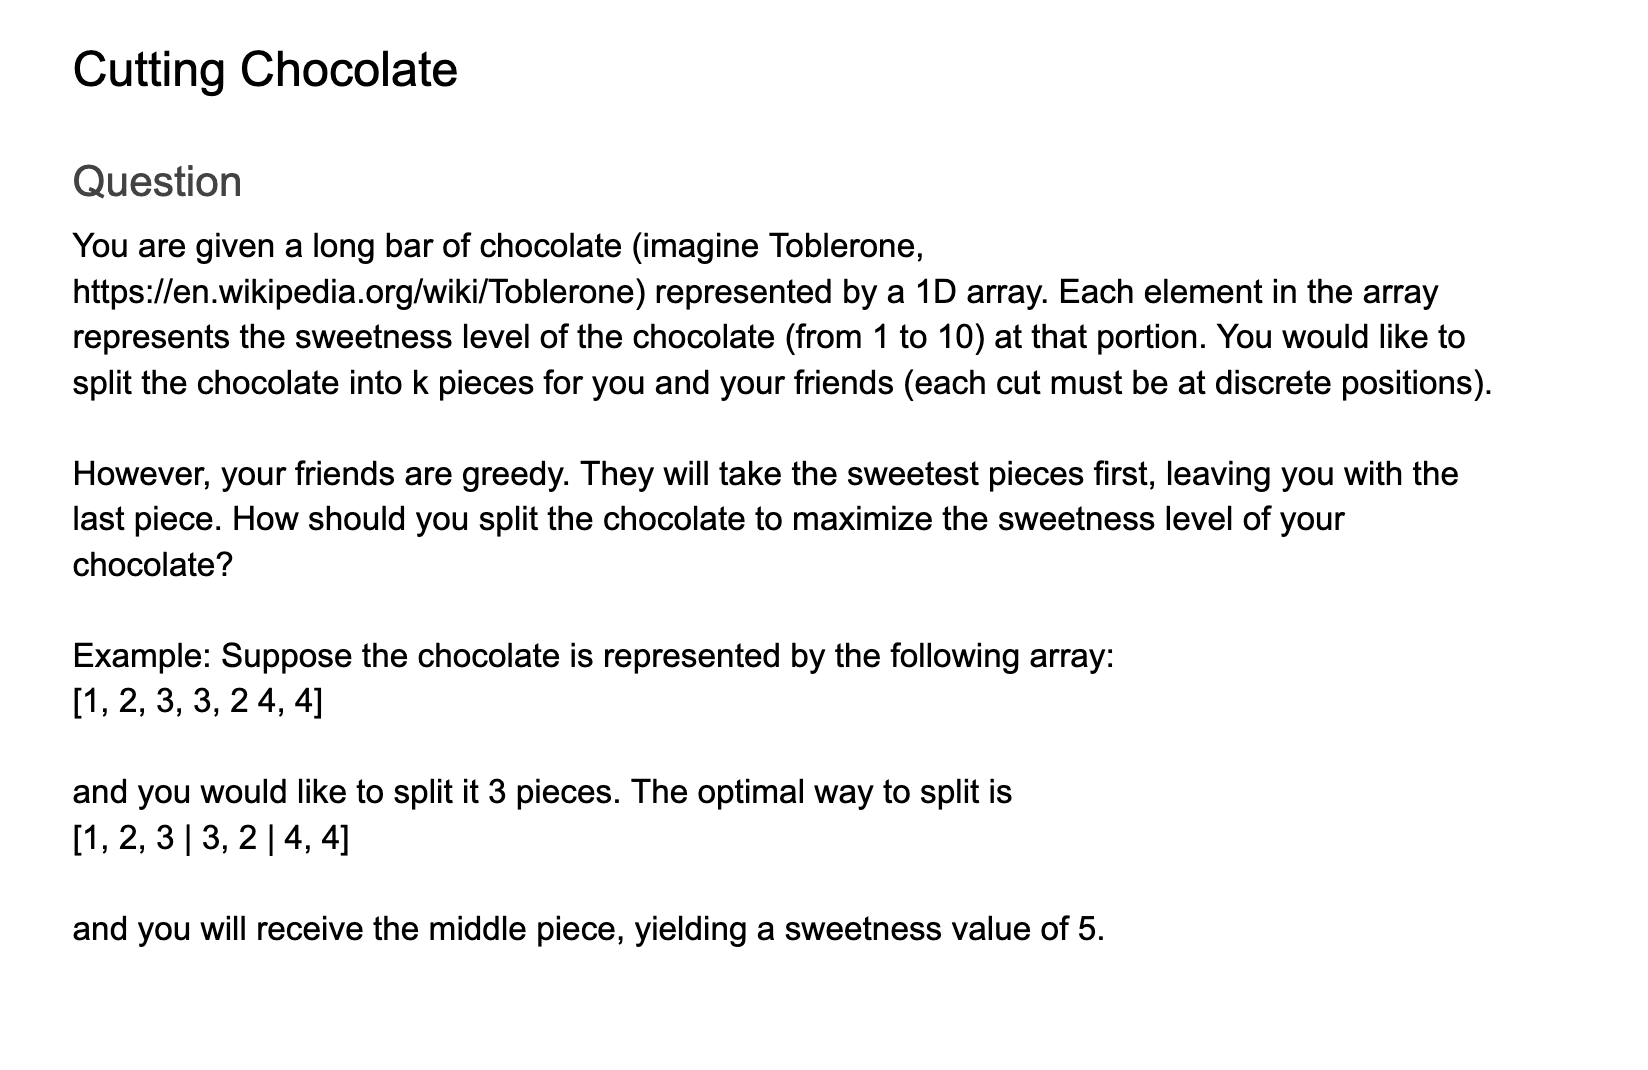 Cutting Chocolate
Question
You are given a long bar of chocolate (imagine Toblerone,
https://en.wikipedia.org/wiki/Toblerone) represented by a 1D array. Each element in the array
represents the sweetness level of the chocolate (from 1 to 10) at that portion. You would like to
split the chocolate into k pieces for you and your friends (each cut must be at discrete positions).
However, your friends are greedy. They will take the sweetest pieces first, leaving you with the
last piece. How should you split the chocolate to maximize the sweetness level of your
chocolate?
Example: Suppose the chocolate is represented by the following array:
[1, 2, 3, 3, 2 4, 4]
and you would like to split it 3 pieces. The optimal way to split is
[1, 2, 3 | 3, 2 | 4, 4]
and you will receive the middle piece, yielding a sweetness value of 5.